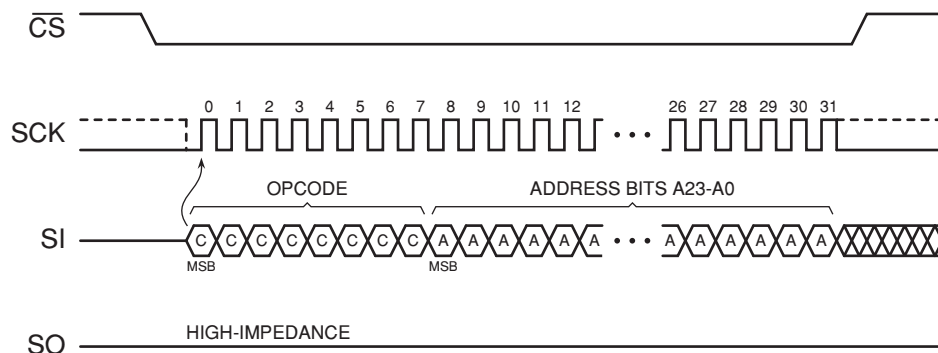 CS
0 1 2 3 4 5 6 7 8 9 10 11 12 26 27 28 29 30 31
SCK • • •
OPCODE ADDRESS BITS A23-A0
SI C C C C C C C C A A A A A A • • • A A A A A A
MSB MSB
HIGH-IMPEDANCE
SO